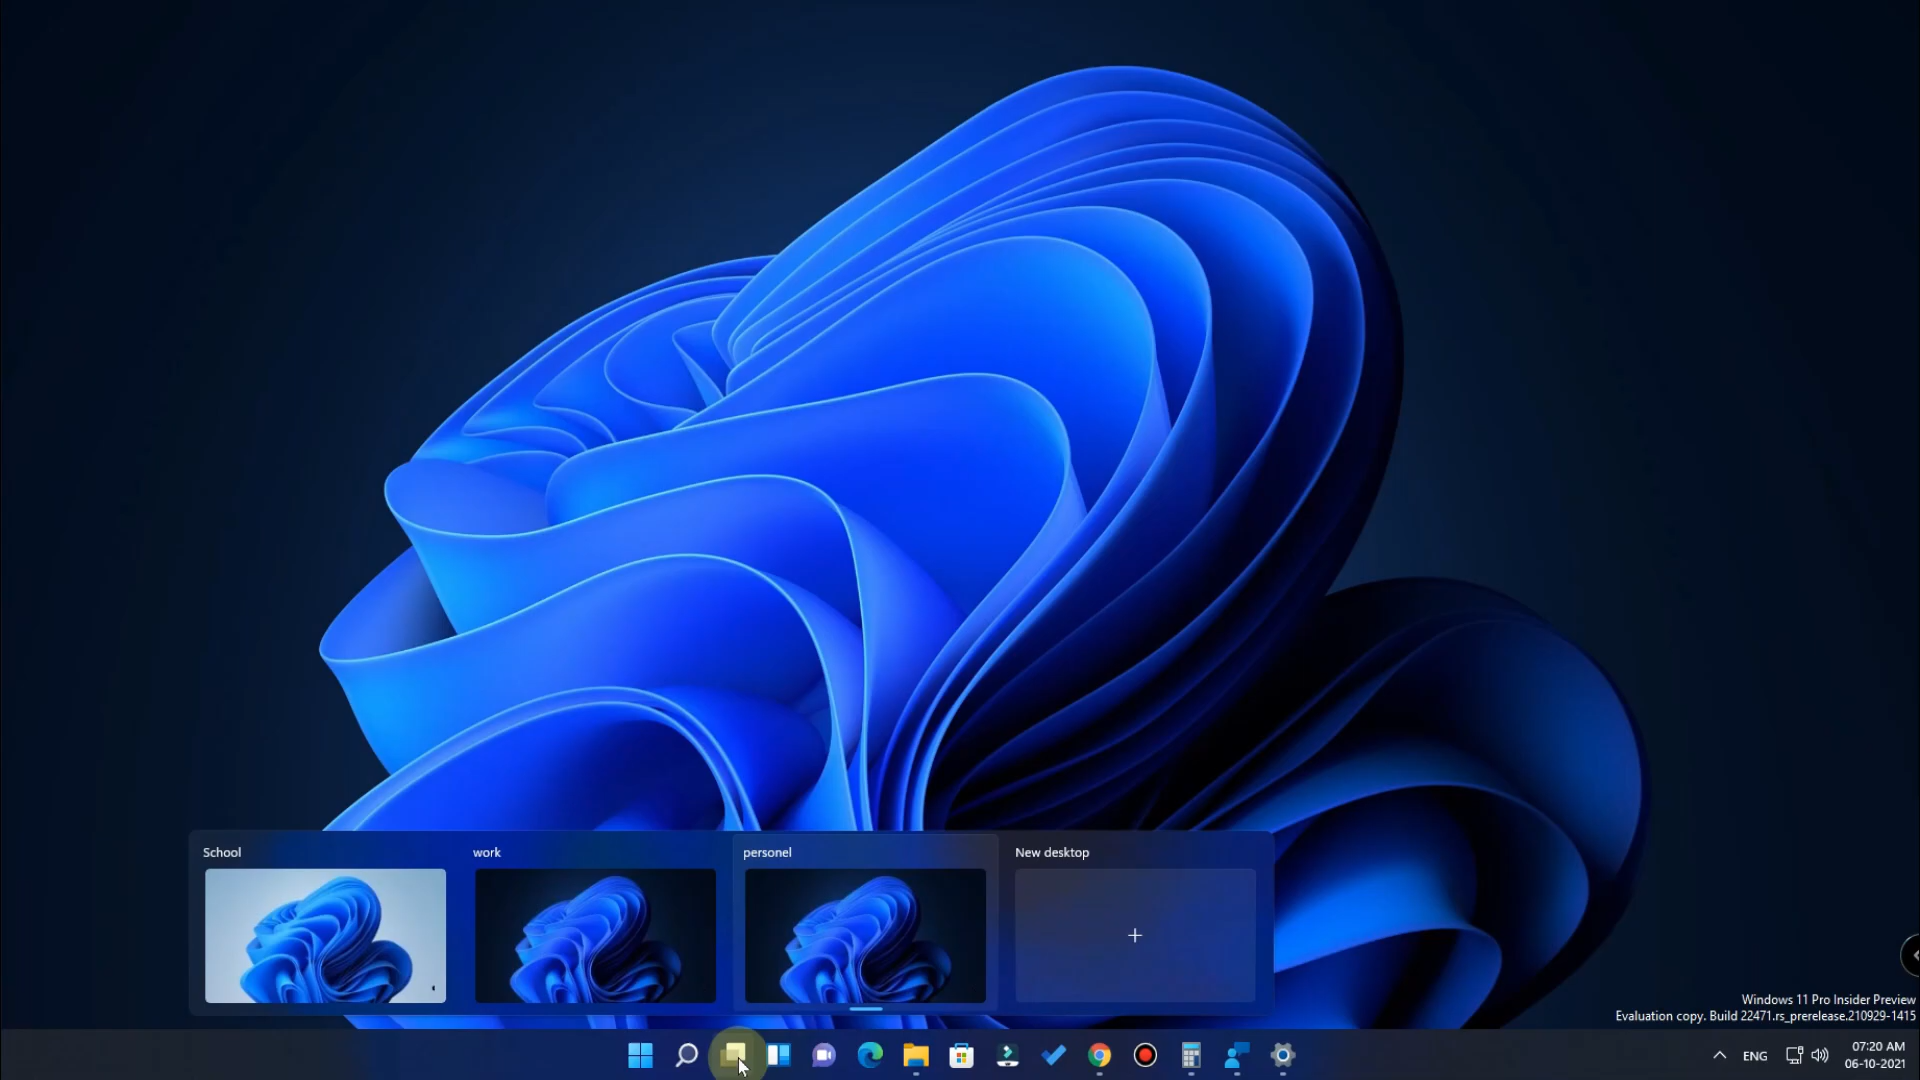 School
work
personel
New desktop
Windows 11 Pro Insider Preview
Evaluation copy. Build 22471.rs_prerelease.210929-1415
ENG
07:20 AM
06-10-2021